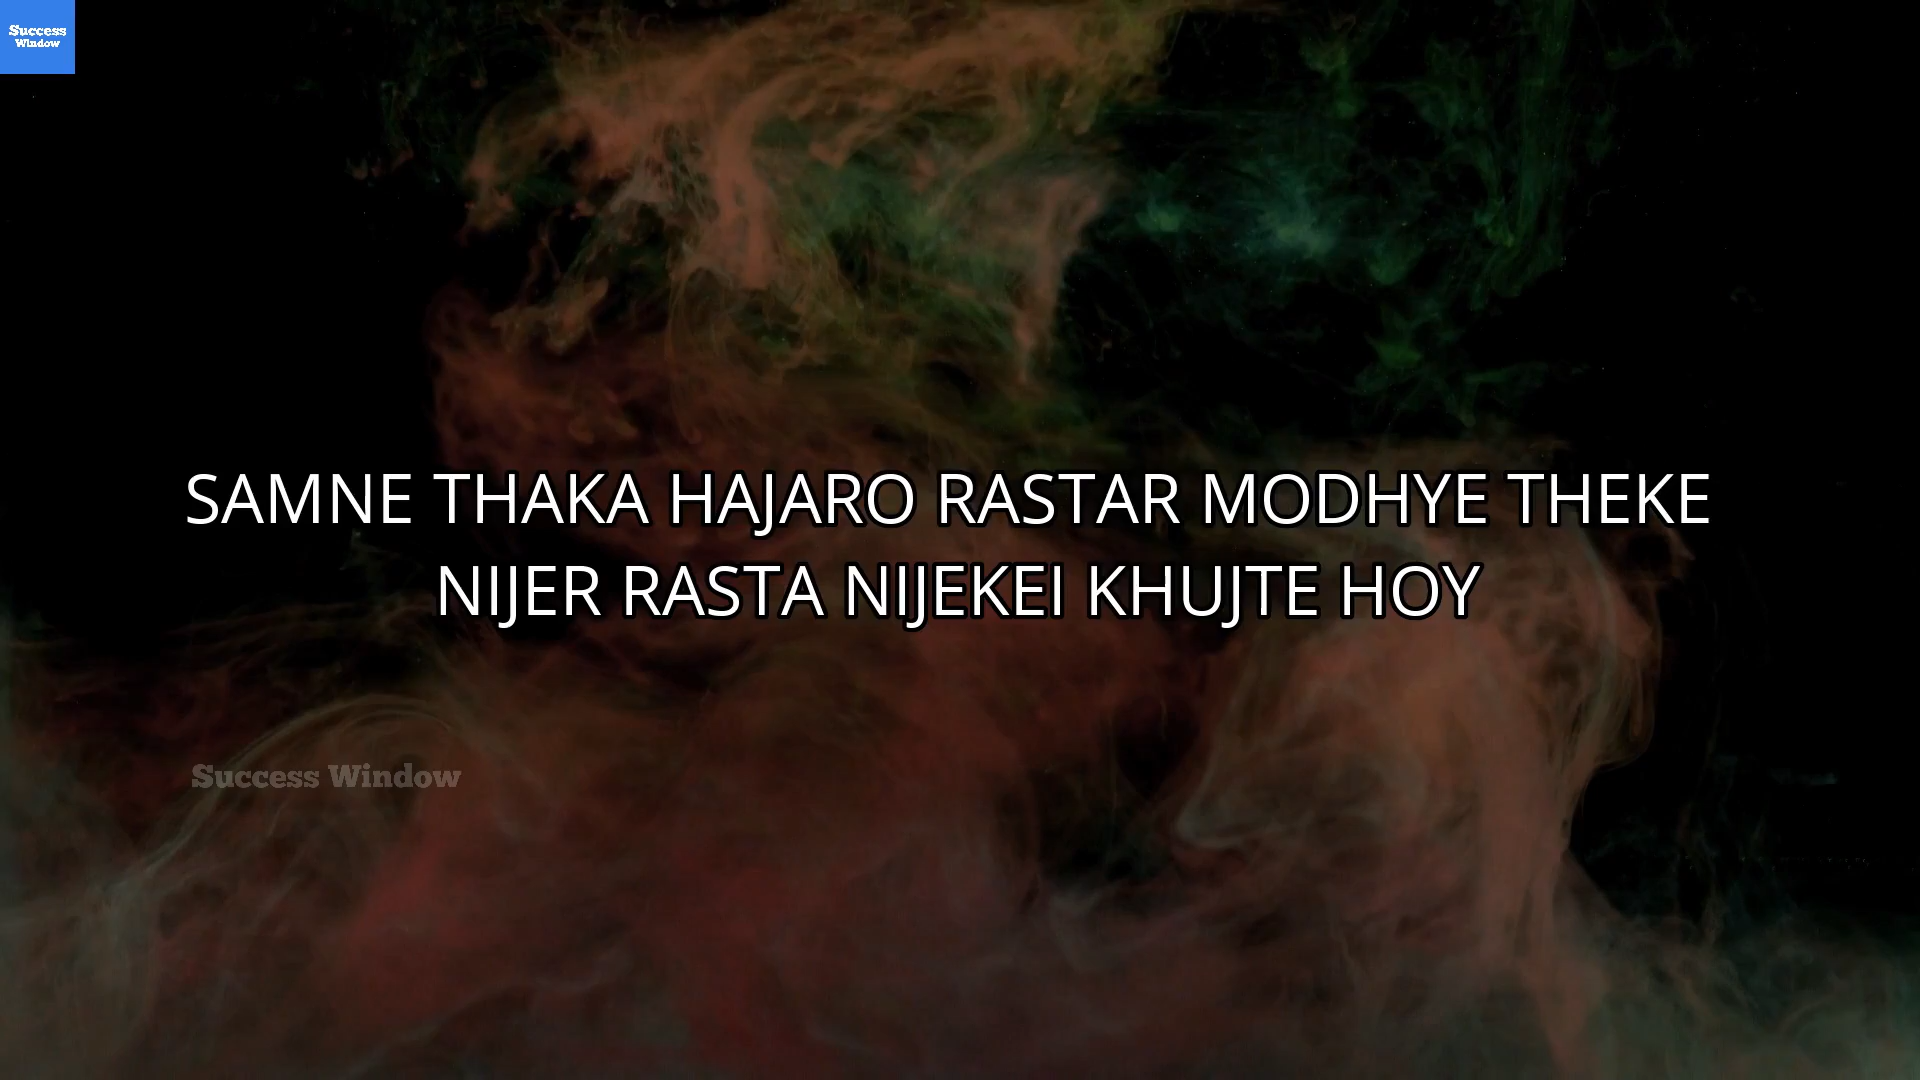 Success
Window
SAMNE THAKA HAJARO RASTAR MODHYE THEKE
NIJER RASTA NIJEKEI KHUJTE HOY
Success Window